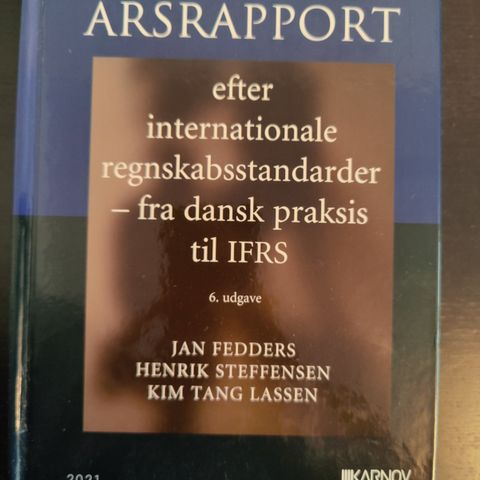 ÅRSRAPPORT
efter
internationale
regnskabsstandarder
– fra dansk praksis
til IFRS
6. udgave
JAN FEDDERS
HENRIK STEFFENSEN
KIM TANG LASSEN
2021
KARNOV